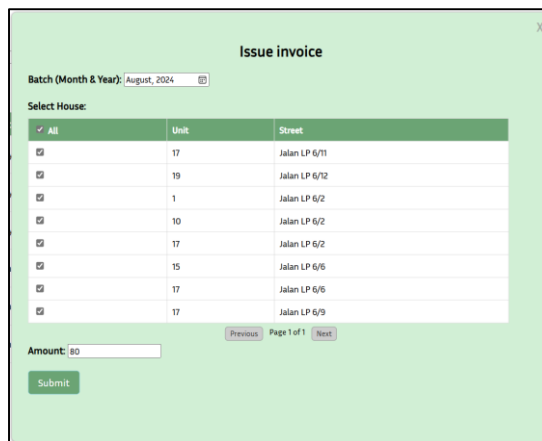 X
Issue invoice
Batch (Month & Year): August, 2024
Select House:
All Unit Street
17 Jalan LP 6/11
19 Jalan LP 6/12
1 Jalan LP 6/2
10 Jalan LP 6/2
17 Jalan LP 6/2
15 Jalan LP 6/6
17 Jalan LP 6/6
17 Jalan LP 6/9
Previous Page 1 of 1 Next
Amount: 80
Submit